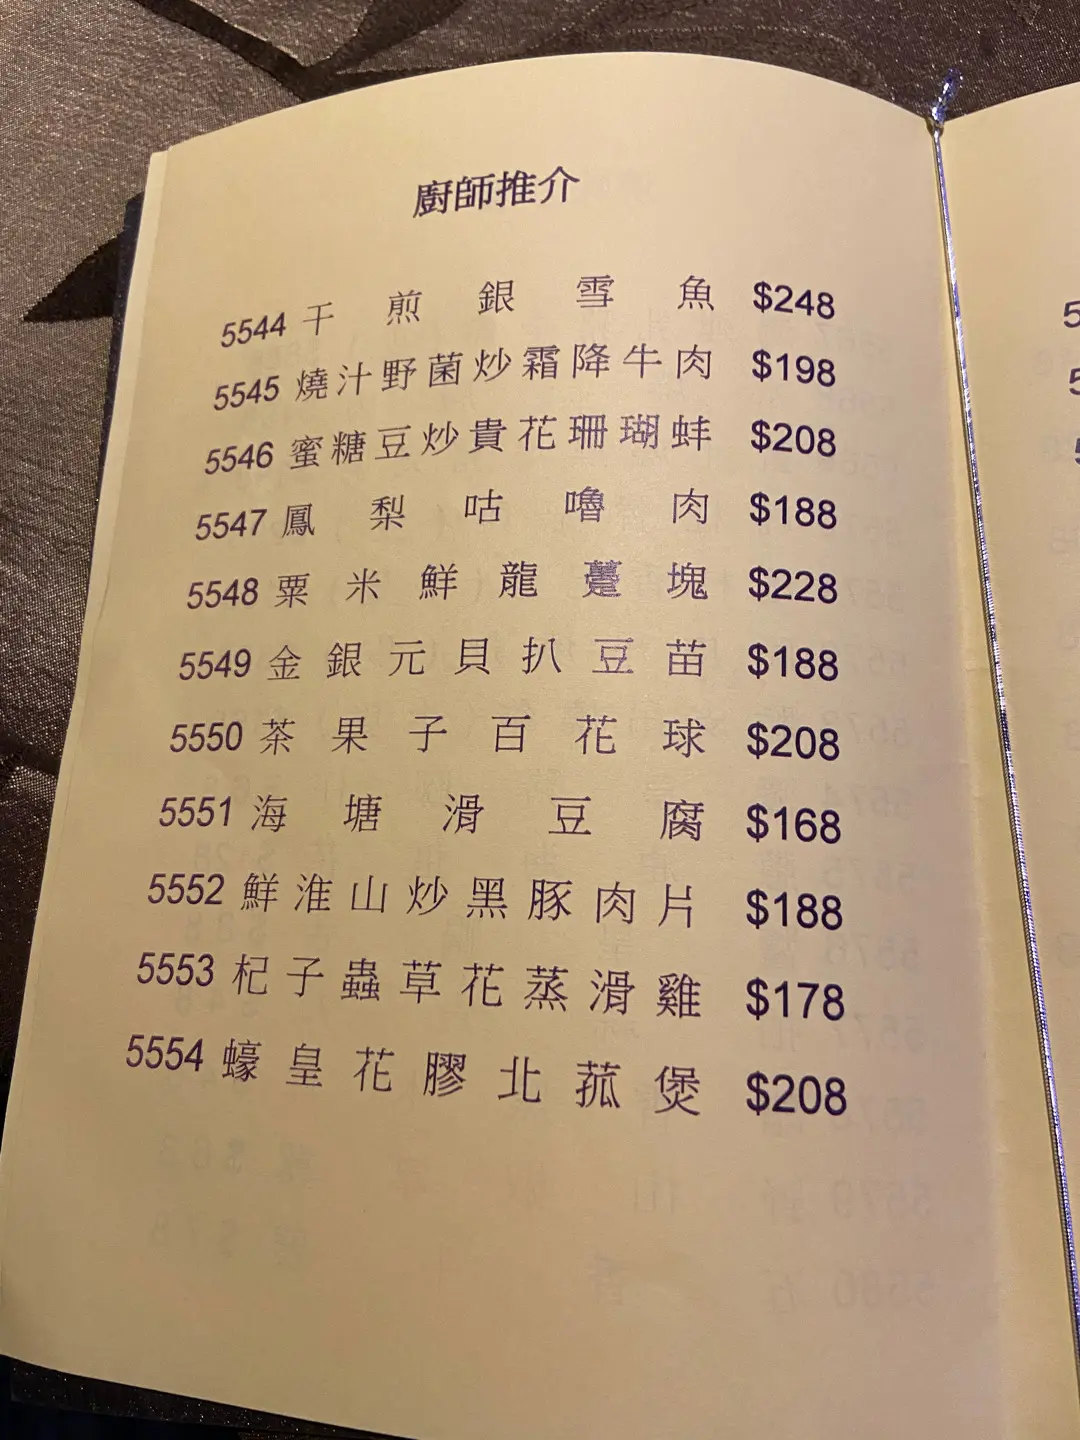 廚師推介
5544 干煎銀雪魚 $248
5545 燒汁野菌炒霜降牛肉 $198
5546 蜜糖豆炒貴花珊瑚蚌 $208
5547 鳳梨咕嚕肉 $188
5548 粟米鮮龍躉塊 $228
5549 金銀元貝扒豆苗 $188
5550 茶果子百花球 $208
5551 海塘滑豆腐 $168
5552 鮮淮山炒黑豚肉片 $188
5553 杞子蟲草花蒸滑雞 $178
5554 蠔皇花膠北菰煲 $208